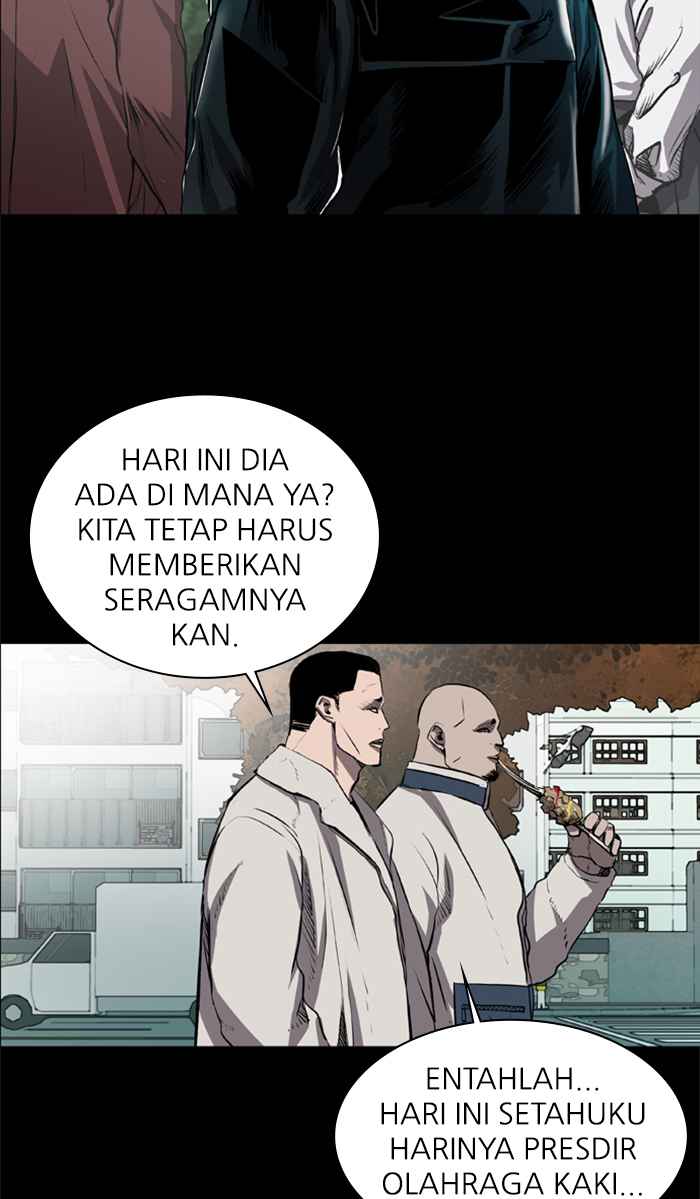 HARI INI DIA
ADA DI MANA YA?
KITA TETAP HARUS
MEMBERIKAN
SERAGAMNYA
KAN.
ENTAHLAH...
HARI INI SETAHUKU
HARINYA PRESDIR
OLAHRAGA KAKI...